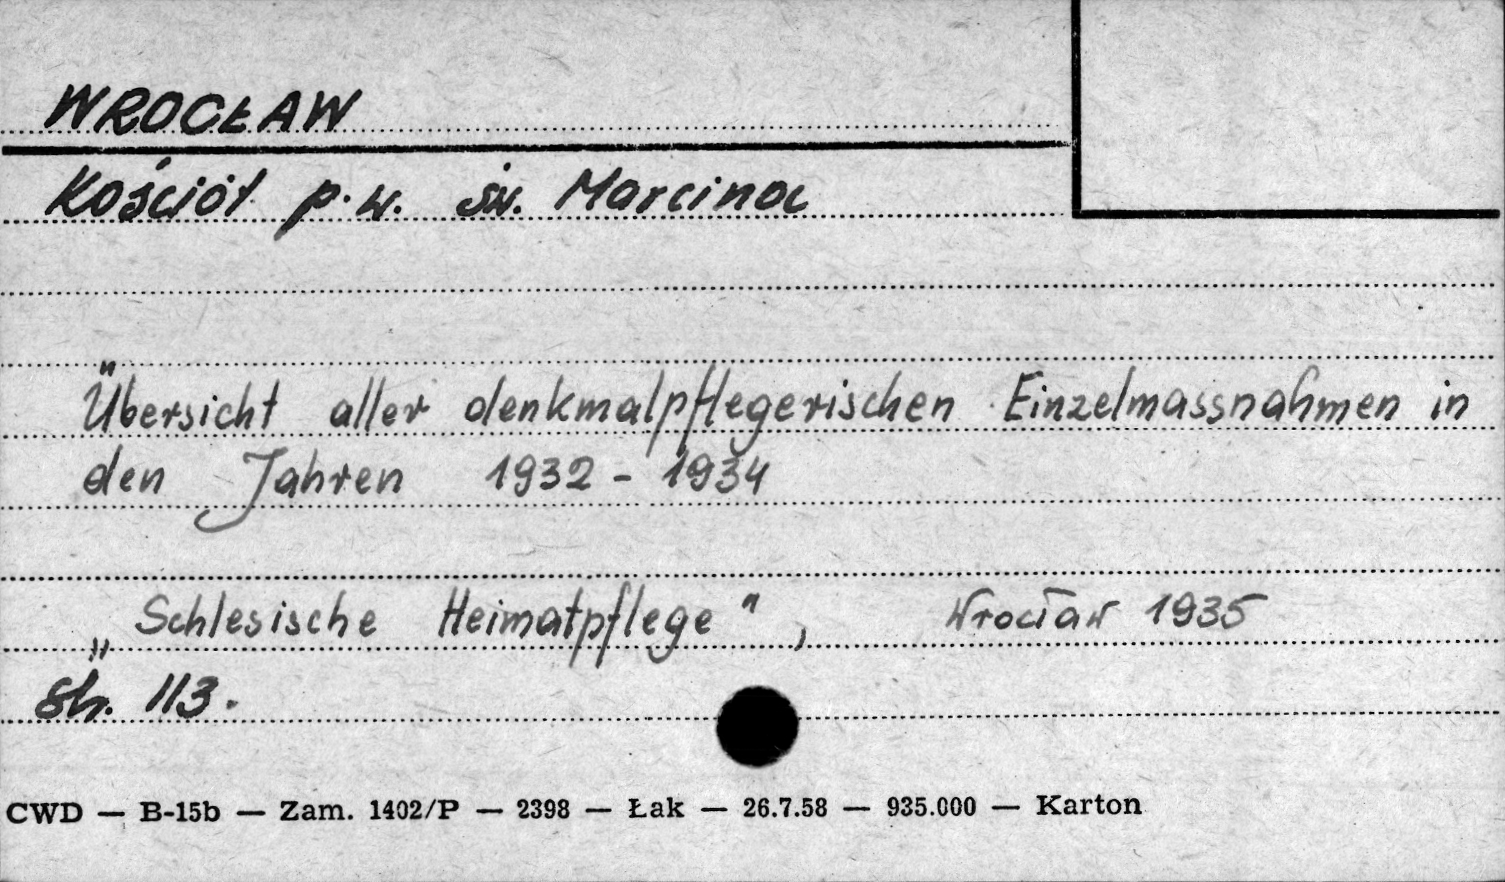 WROCŁAW
Kościół p.w. św. Marcina
Übersicht aller denkmalpflegerischen Einzelmassnahmen in
den Jahren 1932 - 1934
„Schlesische Heimatpflege", Wrocław 1935
str. 113.
CWD — B-15b — Zam. 1402/P — 2398 — Łak — 26.7.58 — 935.000 — Karton